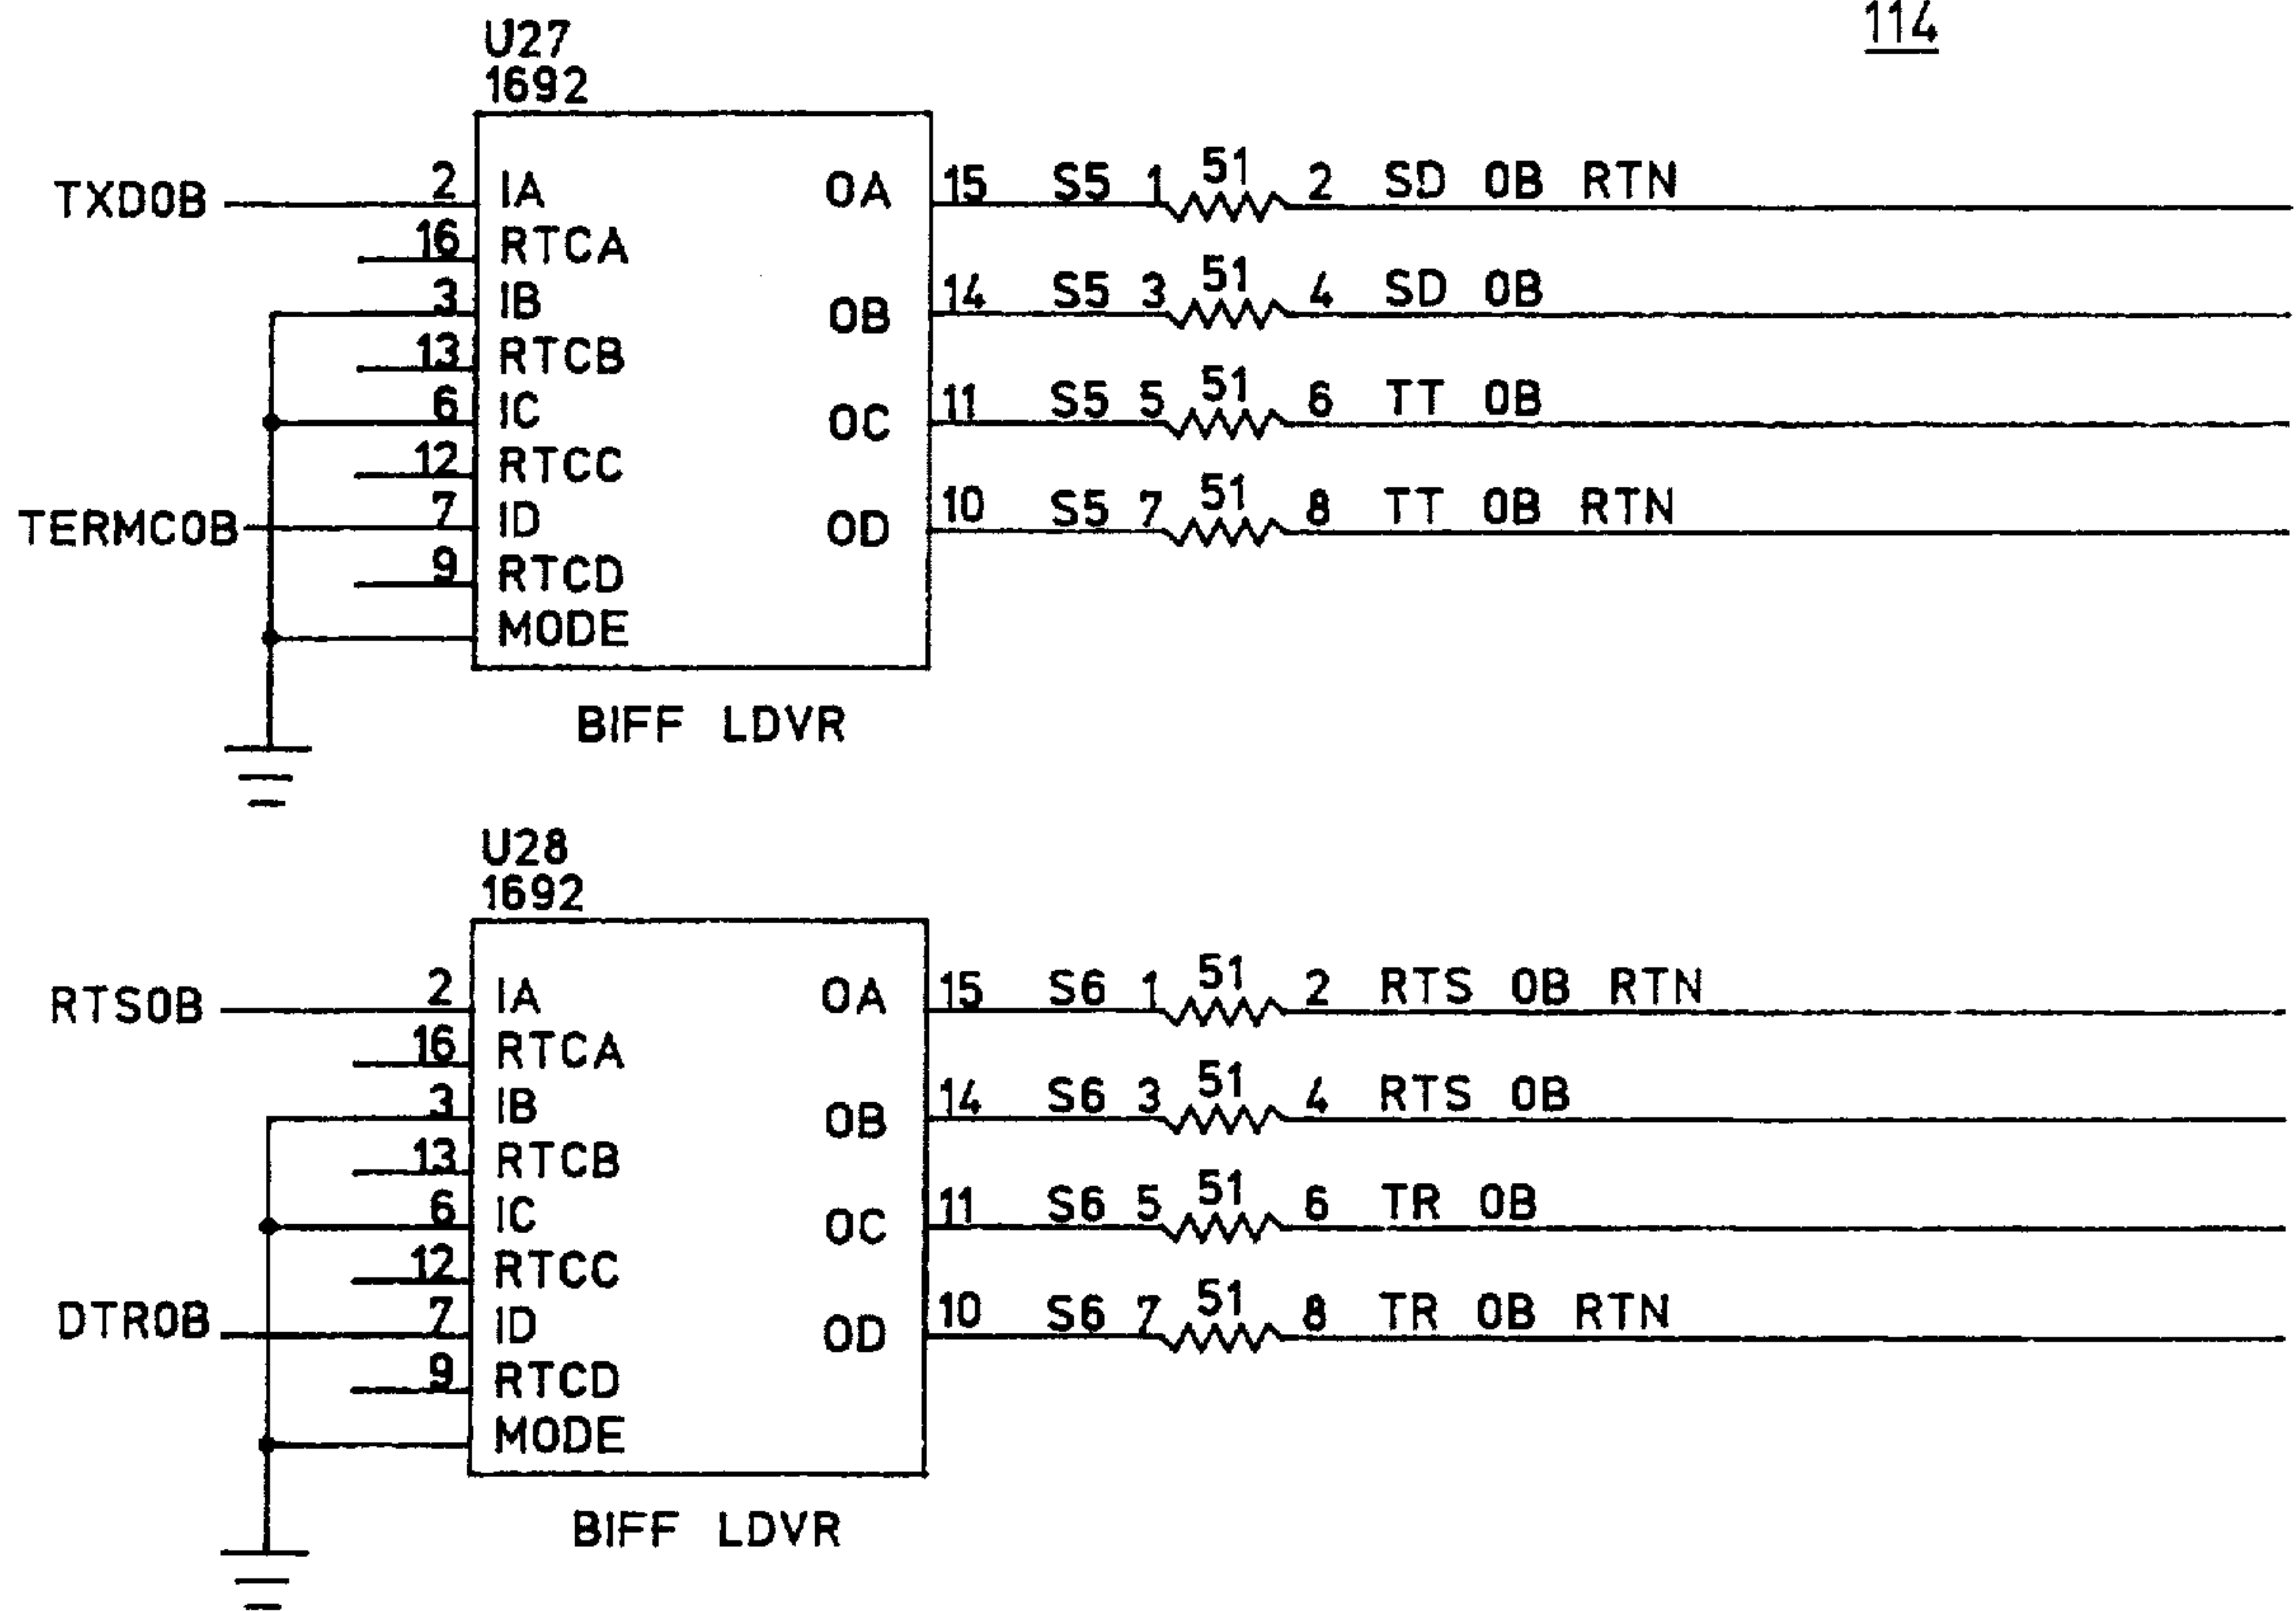 114
U27
1692
TXD0B 2 IA OA 15 S5 1 51 2 SD 0B RTN
16 RTCA
3 IB OB 14 S5 3 51 4 SD 0B
13 RTCB
6 IC OC 11 S5 5 51 6 TT 0B
12 RTCC
TERMC0B 7 ID OD 10 S5 7 51 8 TT 0B RTN
9 RTCD
MODE
BIFF LDVR
U28
1692
RTS0B 2 IA OA 15 S6 1 51 2 RTS 0B RTN
16 RTCA
3 IB OB 14 S6 3 51 4 RTS 0B
13 RTCB
6 IC OC 11 S6 5 51 6 TR 0B
12 RTCC
DTR0B 7 ID OD 10 S6 7 51 8 TR 0B RTN
9 RTCD
MODE
BIFF LDVR